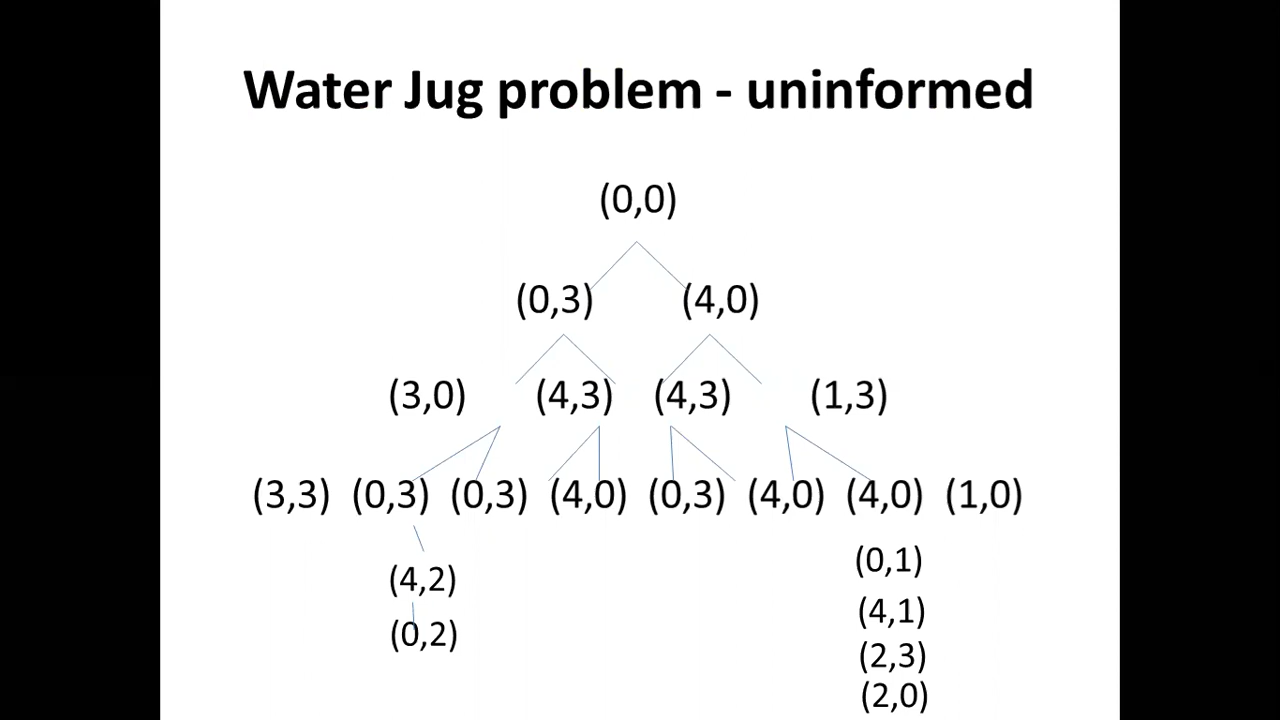 Water Jug problem - uninformed
(0,0)
(0,3) (4,0)
(3,0) (4,3) (4,3) (1,3)
(3,3) (0,3) (0,3) (4,0) (0,3) (4,0) (4,0) (1,0)
(0,1)
(4,2)
(4,1)
(0,2)
(2,3)
(2,0)